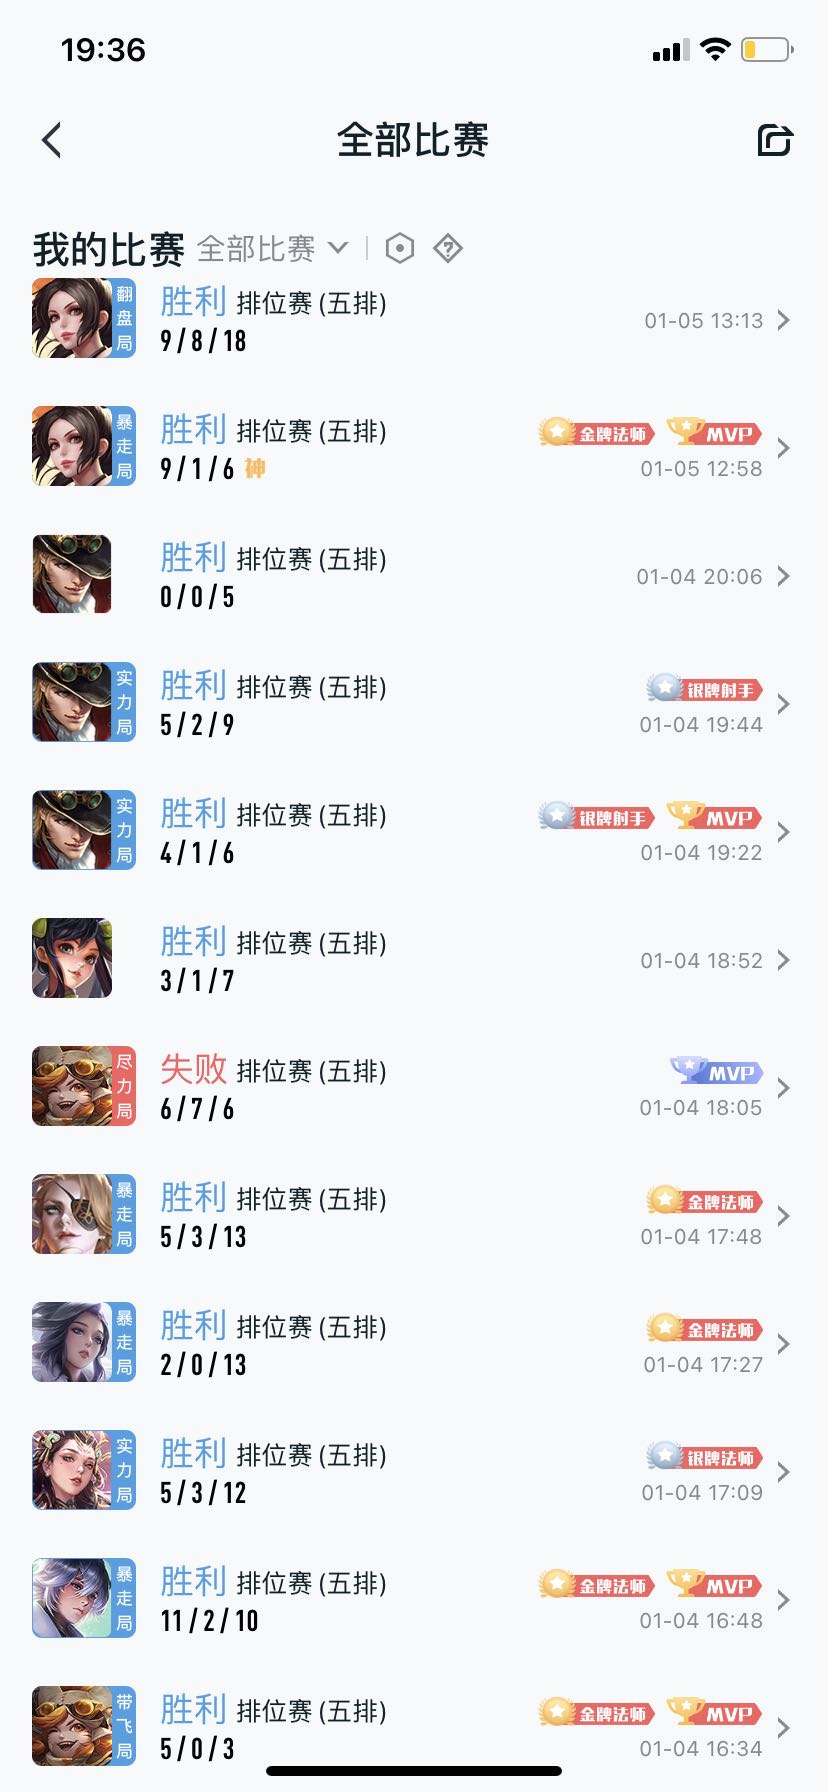 19:36
全部比赛
我的比赛 全部比赛
翻盘局
胜利 排位赛 (五排)
9/8/18
01-05 13:13
暴走局
胜利 排位赛 (五排)
金牌法师 MVP
9/1/6 神
01-05 12:58
胜利 排位赛 (五排)
0/0/5
01-04 20:06
实力局
胜利 排位赛 (五排)
银牌射手
5/2/9
01-04 19:44
实力局
胜利 排位赛 (五排)
银牌射手 MVP
4/1/6
01-04 19:22
胜利 排位赛 (五排)
3/1/7
01-04 18:52
尽力局
失败 排位赛 (五排)
MVP
6/7/6
01-04 18:05
暴走局
胜利 排位赛 (五排)
金牌法师
5/3/13
01-04 17:48
暴走局
胜利 排位赛 (五排)
金牌法师
2/0/13
01-04 17:27
实力局
胜利 排位赛 (五排)
银牌法师
5/3/12
01-04 17:09
暴走局
胜利 排位赛 (五排)
金牌法师 MVP
11/2/10
01-04 16:48
带飞局
胜利 排位赛 (五排)
金牌法师 MVP
5/0/3
01-04 16:34